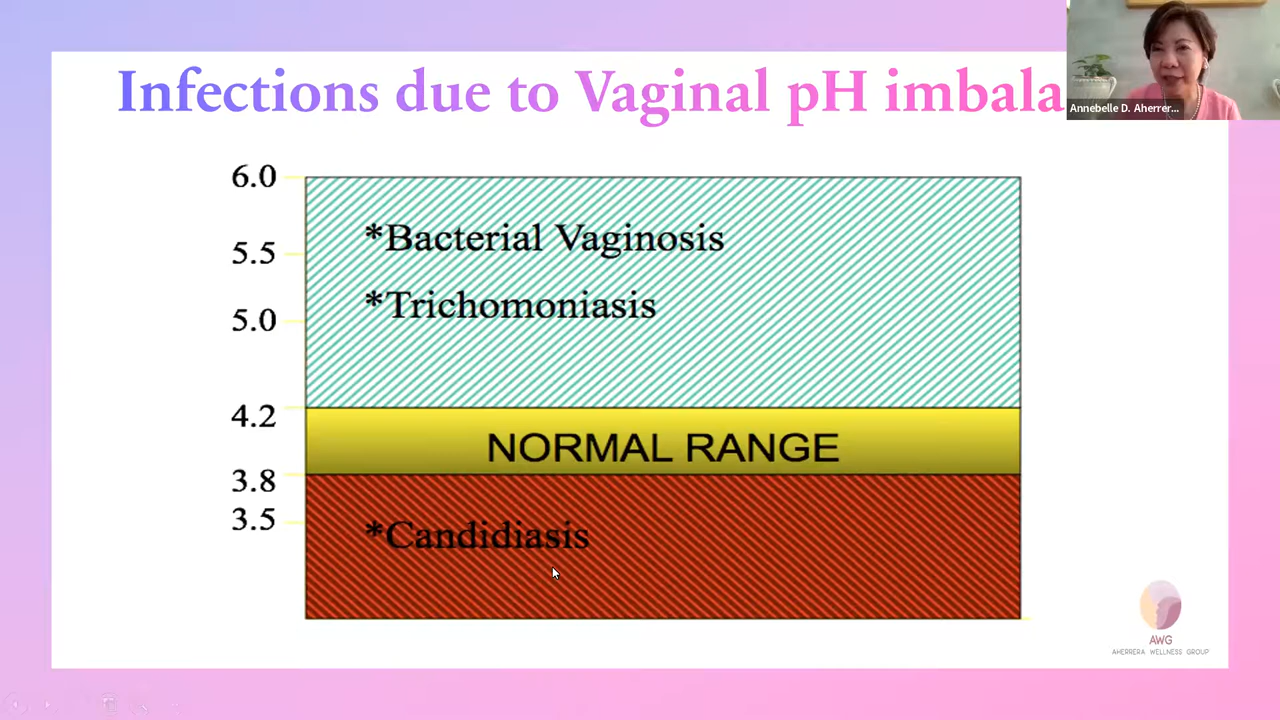 Infections due to Vaginal pH imbala
Annebelle D. Aherrer...
6.0
*Bacterial Vaginosis
5.5
*Trichomoniasis
5.0
4.2
NORMAL RANGE
3.8
3.5
*Candidiasis
AWG
AHERRERA WELLNESS GROUP